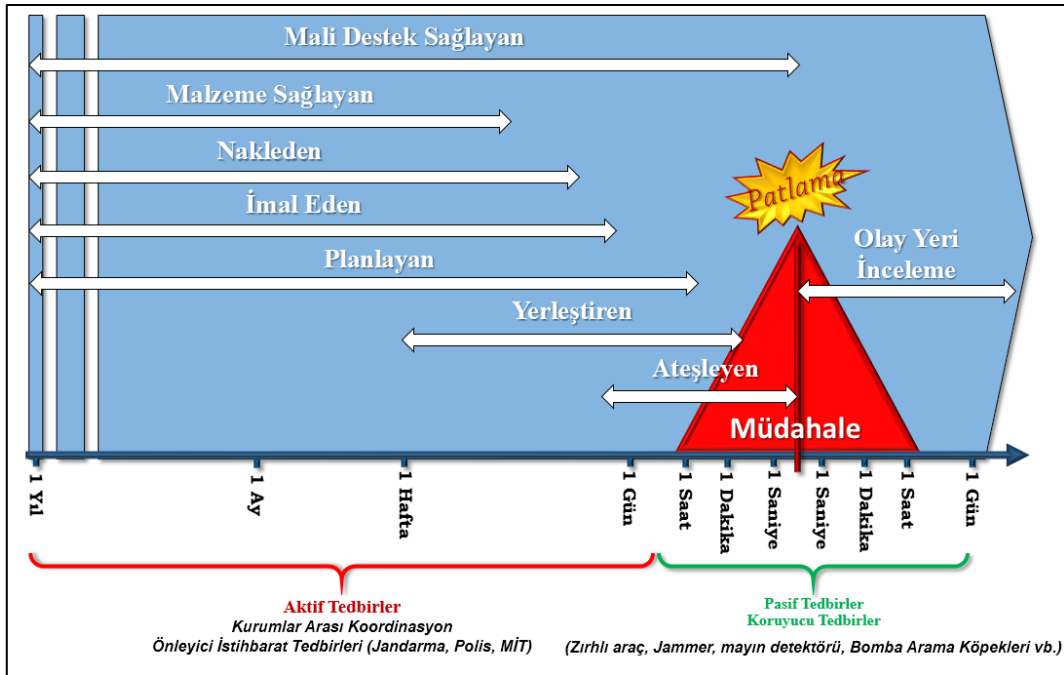 Mali Destek Sağlayan
Malzeme Sağlayan
Nakleden
İmal Eden
Planlayan
Yerleştiren
Ateşleyen
Patlama
Olay Yeri
İnceleme
Müdahale
1 Yıl
1 Ay
1 Hafta
1 Gün
1 Saat
1 Dakika
1 Saniye
1 Saniye
1 Dakika
1 Saat
1 Gün
Aktif Tedbirler
Kurumlar Arası Koordinasyon
Önleyici İstihbarat Tedbirleri (Jandarma, Polis, MİT)
Pasif Tedbirler
Koruyucu Tedbirler
(Zırhlı araç, Jammer, mayın detektörü, Bomba Arama Köpekleri vb.)